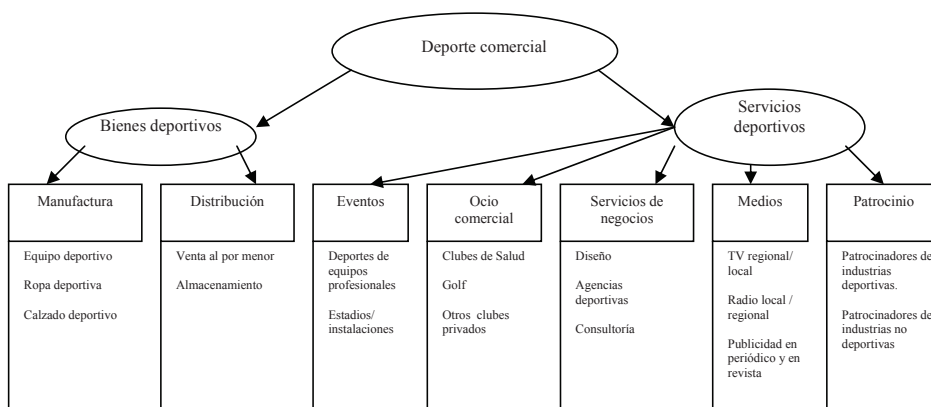 Deporte comercial
Bienes deportivos
Servicios
deportivos
Manufactura
Equipo deportivo
Ropa deportiva
Calzado deportivo
Distribución
Venta al por menor
Almacenamiento
Eventos
Deportes de
equipos
profesionales
Estadios/
instalaciones
Ocio
comercial
Clubes de Salud
Golf
Otros clubes
privados
Servicios de
negocios
Diseño
Agencias
deportivas
Consultoría
Medios
TV regional/
local
Radio local /
regional
Publicidad en
periódico y en
revista
Patrocinio
Patrocinadores de
industrias
deportivas.
Patrocinadores de
industrias no
deportivas